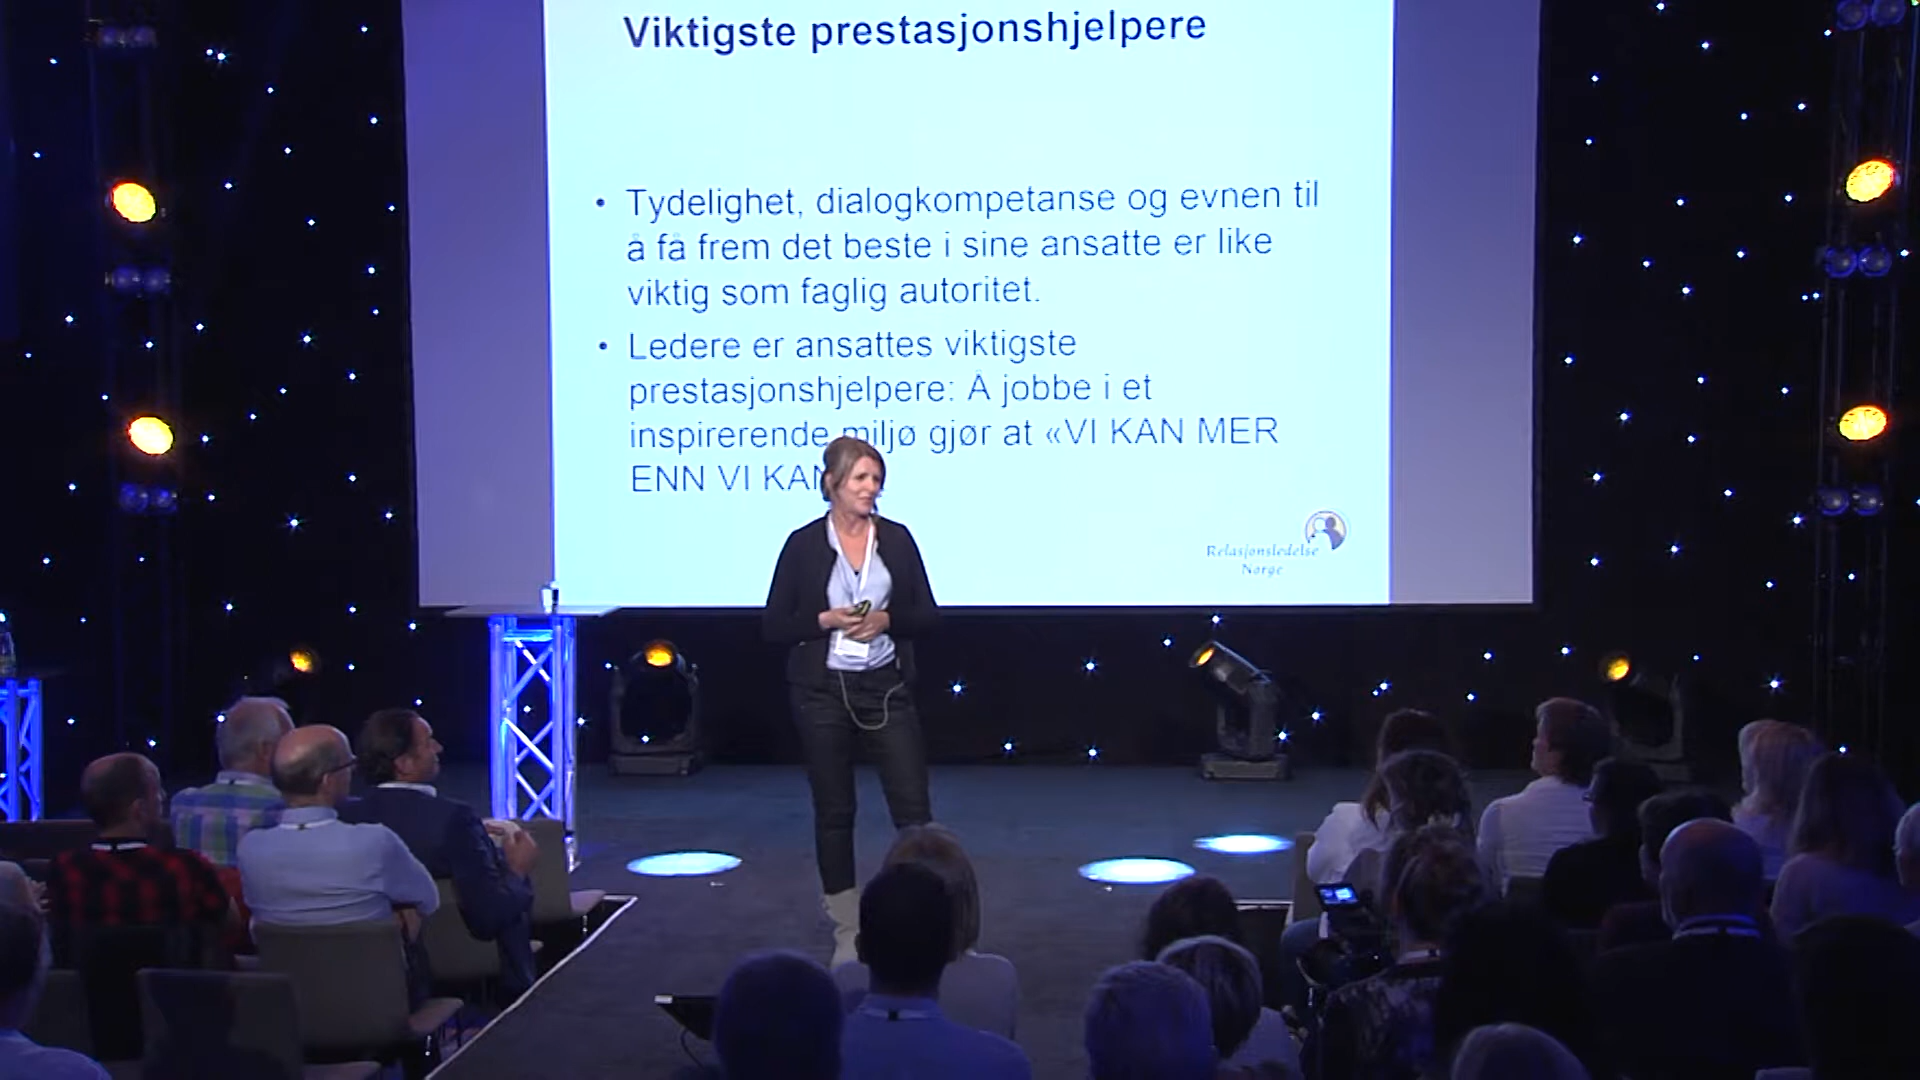 Viktigste prestasjonshjelpere
• Tydelighet, dialogkompetanse og evnen til
å få frem det beste i sine ansatte er like
viktig som faglig autoritet.
• Ledere er ansattes viktigste
prestasjonshjelpere: Å jobbe i et
inspirerende miljø gjør at «VI KAN MER
ENN VI KAN
Relasjonsledelse
Norge